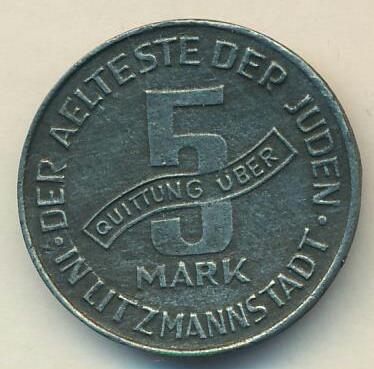 DER AELTESTE DER JUDEN
5
QUITTUNG ÜBER
MARK
· IN LITZMANNSTADT ·